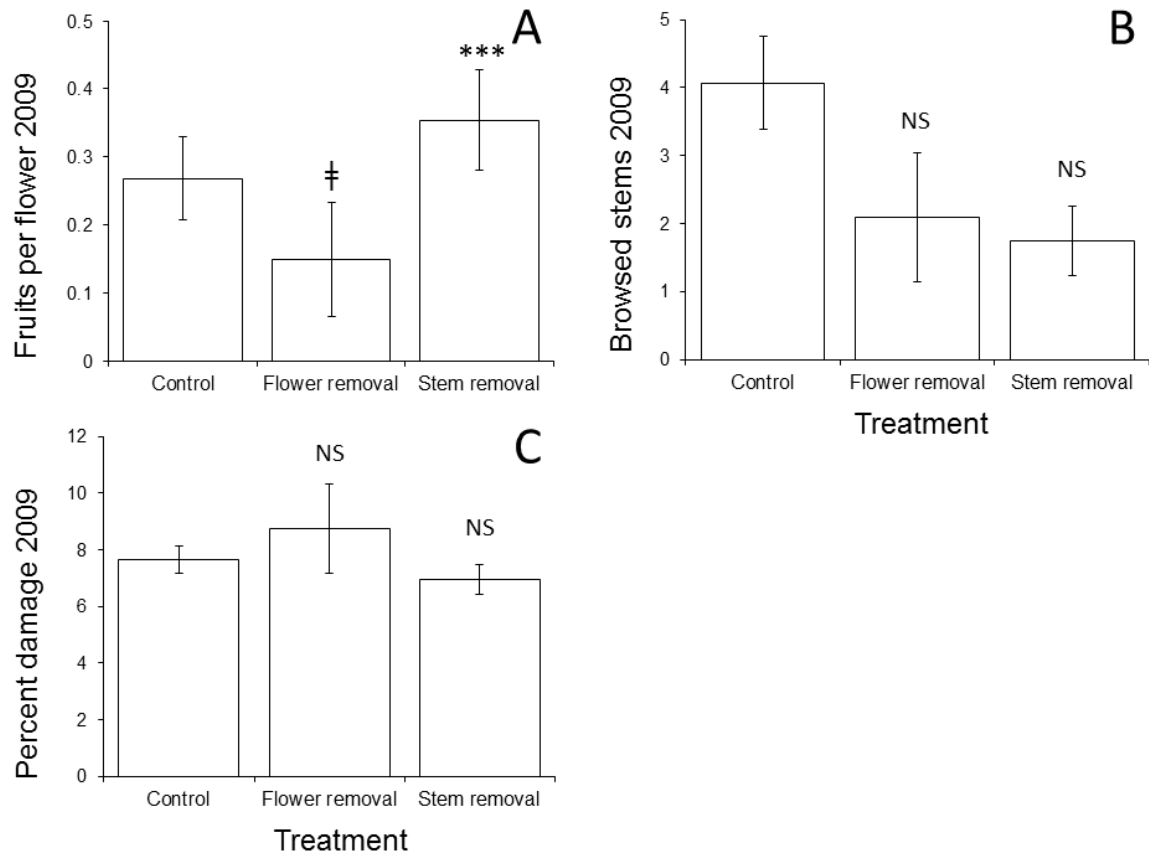 A
Fruits per flower 2009
0.5
0.4
0.3
0.2
0.1
0
ǂ
***
Control
Flower removal
Stem removal
B
Browsed stems 2009
5
4
3
2
1
0
NS
NS
Control
Flower removal
Stem removal
Treatment
C
Percent damage 2009
12
10
8
6
4
2
0
NS
NS
Control
Flower removal
Stem removal
Treatment